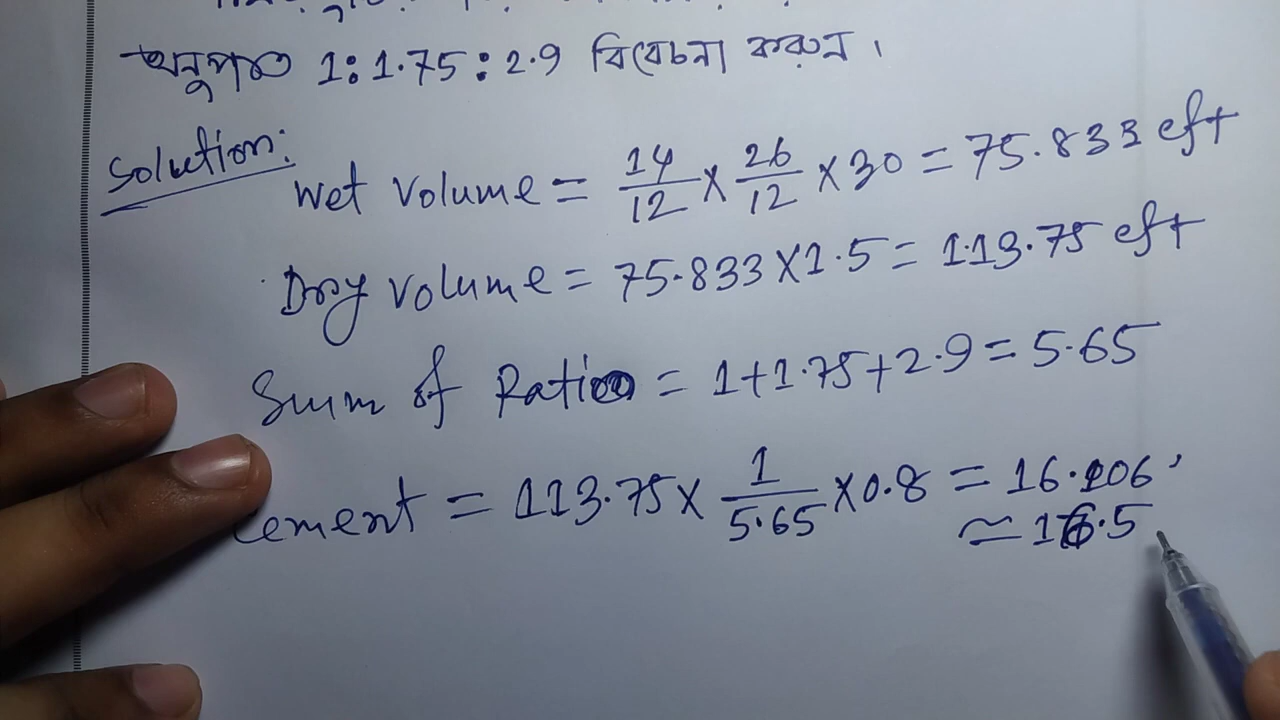 অনুপাত 1:1.75:2.9 বিবেচনা করুন।
Solution:
Wet Volume = 14/12 × 26/12 × 30 = 75.833 cft
Dry Volume = 75.833 × 1.5 = 113.75 cft
Sum of Ratio = 1+1.75+2.9 = 5.65
cement = 113.75 × 1/5.65 × 0.8 = 16.106
≃ 16.5